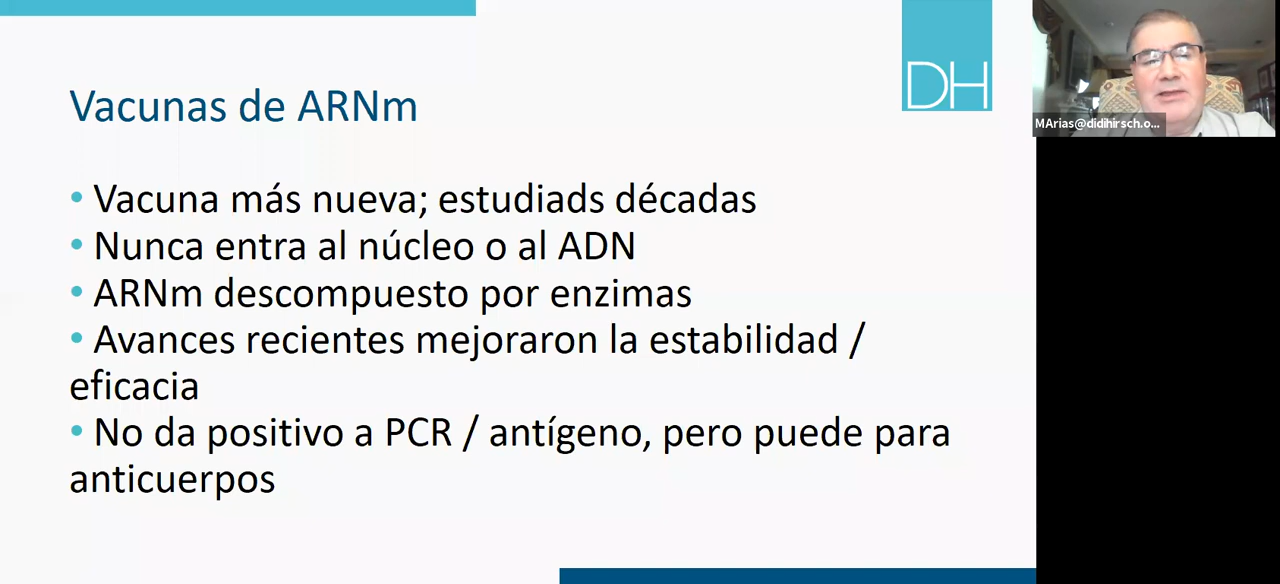 DH
MArias@didihirsch.o...
Vacunas de ARNm
• Vacuna más nueva; estudiads décadas
• Nunca entra al núcleo o al ADN
• ARNm descompuesto por enzimas
• Avances recientes mejoraron la estabilidad /
eficacia
• No da positivo a PCR / antígeno, pero puede para
anticuerpos